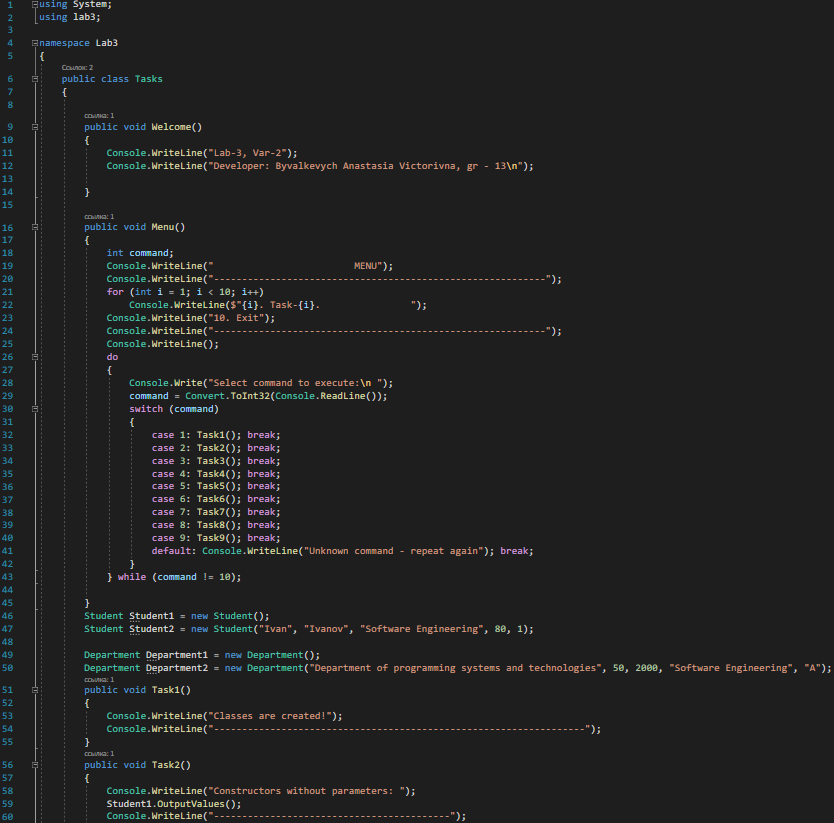 1 using System;
2 using lab3;
3
4 namespace Lab3
5 {
Ссылок: 2
6 public class Tasks
7 {
8
ссылка: 1
9 public void Welcome()
10 {
11 Console.WriteLine("Lab-3, Var-2");
12 Console.WriteLine("Developer: Byvalkevych Anastasia Victorivna, gr - 13\n");
13
14 }
15
ссылка: 1
16 public void Menu()
17 {
18 int command;
19 Console.WriteLine("                         MENU");
20 Console.WriteLine("-----------------------------------------------------------");
21 for (int i = 1; i < 10; i++)
22 Console.WriteLine($"{i}. Task-{i}.                ");
23 Console.WriteLine("10. Exit");
24 Console.WriteLine("-----------------------------------------------------------");
25 Console.WriteLine();
26 do
27 {
28 Console.Write("Select command to execute:\n ");
29 command = Convert.ToInt32(Console.ReadLine());
30 switch (command)
31 {
32 case 1: Task1(); break;
33 case 2: Task2(); break;
34 case 3: Task3(); break;
35 case 4: Task4(); break;
36 case 5: Task5(); break;
37 case 6: Task6(); break;
38 case 7: Task7(); break;
39 case 8: Task8(); break;
40 case 9: Task9(); break;
41 default: Console.WriteLine("Unknown command - repeat again"); break;
42 }
43 } while (command != 10);
44
45 }
46 Student Student1 = new Student();
47 Student Student2 = new Student("Ivan", "Ivanov", "Software Engineering", 80, 1);
48
49 Department Department1 = new Department();
50 Department Department2 = new Department("Department of programming systems and technologies", 50, 2000, "Software Engineering", "A");
ссылка: 1
51 public void Task1()
52 {
53 Console.WriteLine("Classes are created!");
54 Console.WriteLine("------------------------------------------------------------------");
55 }
ссылка: 1
56 public void Task2()
57 {
58 Console.WriteLine("Constructors without parameters: ");
59 Student1.OutputValues();
60 Console.WriteLine("------------------------------------------");